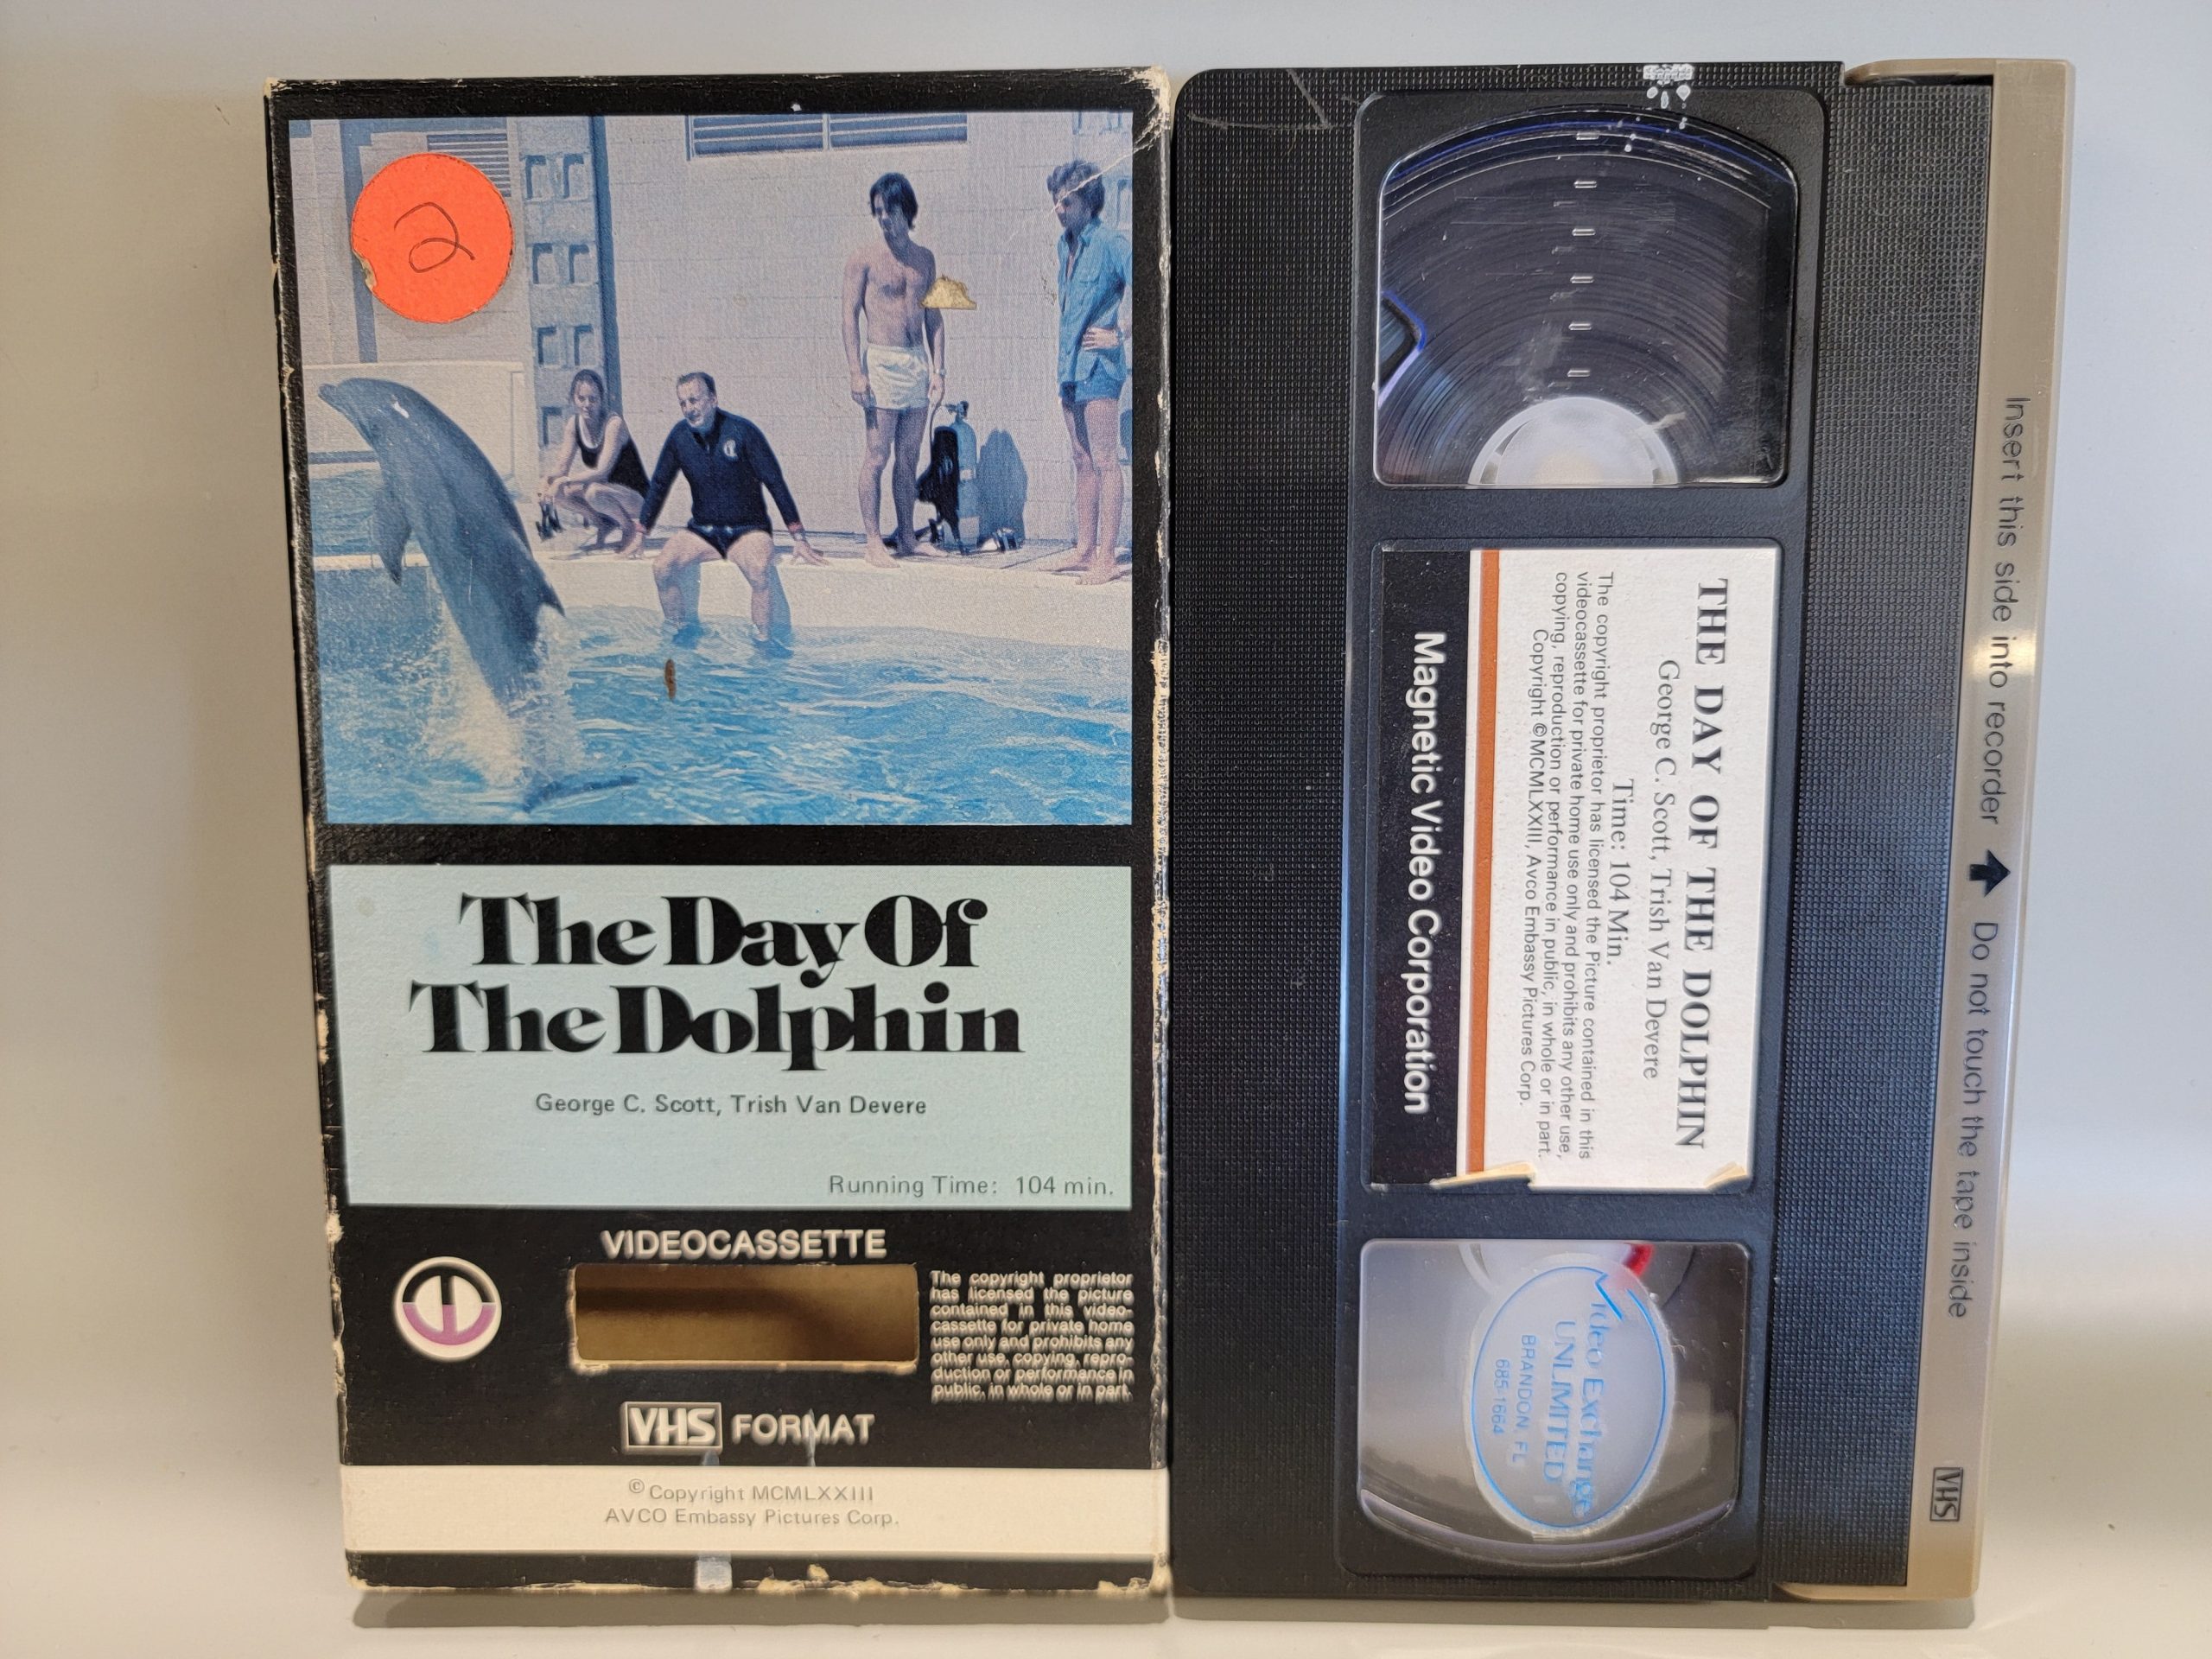 2
The Day Of
The Dolphin
George C. Scott, Trish Van Devere
Running Time: 104 min.
VIDEOCASSETTE
The copyright proprietor
has licensed the picture
contained in this video-
cassette for private home
use only and prohibits any
other use, copying, repro-
duction or performance in
public, in whole or in part.
VHS FORMAT
© Copyright MCMLXXIII
AVCO Embassy Pictures Corp.
THE DAY OF THE DOLPHIN
George C. Scott, Trish Van Devere
Time: 104 Min.
The copyright proprietor has licensed the Picture contained in this
videocassette for private home use only and prohibits any other use,
copying, reproduction or performance in public, in whole or in part.
Copyright ©MCMLXXIII, Avco Embassy Pictures Corp.
Magnetic Video Corporation
Video Exchange
UNLIMITED
BRANDON, FL
685-1664
Insert this side into recorder Do not touch the tape inside
VHS